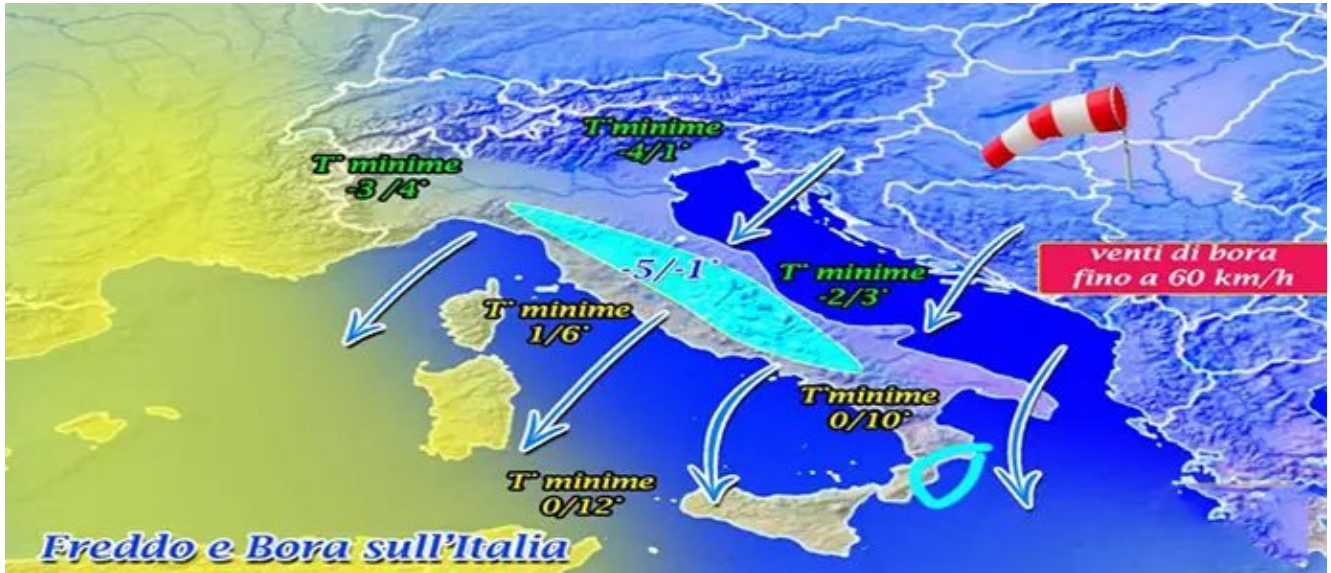 T° minime
-4/1°
T° minime
-3 /4°
venti di bora
fino a 60 km/h
-5/-1°
T° minime
-2/3°
T° minime
1/6°
T° minime
0/10°
T° minime
0/12°
Freddo e Bora sull'Italia